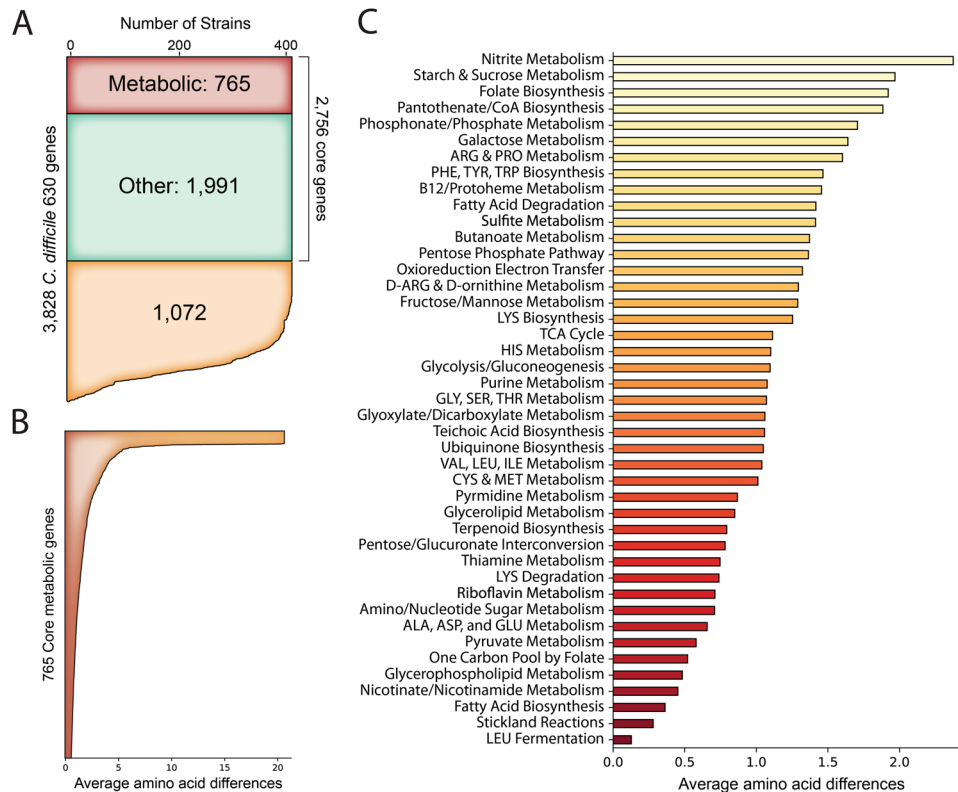 A
Number of Strains
0 200 400
Metabolic: 765
Other: 1,991
1,072
3,828 C. difficile 630 genes
2,756 core genes
B
765 Core metabolic genes
0 5 10 15 20
Average amino acid differences
C
Nitrite Metabolism
Starch & Sucrose Metabolism
Folate Biosynthesis
Pantothenate/CoA Biosynthesis
Phosphonate/Phosphate Metabolism
Galactose Metabolism
ARG & PRO Metabolism
PHE, TYR, TRP Biosynthesis
B12/Protoheme Metabolism
Fatty Acid Degradation
Sulfite Metabolism
Butanoate Metabolism
Pentose Phosphate Pathway
Oxioreduction Electron Transfer
D-ARG & D-ornithine Metabolism
Fructose/Mannose Metabolism
LYS Biosynthesis
TCA Cycle
HIS Metabolism
Glycolysis/Gluconeogenesis
Purine Metabolism
GLY, SER, THR Metabolism
Glyoxylate/Dicarboxylate Metabolism
Teichoic Acid Biosynthesis
Ubiquinone Biosynthesis
VAL, LEU, ILE Metabolism
CYS & MET Metabolism
Pyrmidine Metabolism
Glycerolipid Metabolism
Terpenoid Biosynthesis
Pentose/Glucuronate Interconversion
Thiamine Metabolism
LYS Degradation
Riboflavin Metabolism
Amino/Nucleotide Sugar Metabolism
ALA, ASP, and GLU Metabolism
Pyruvate Metabolism
One Carbon Pool by Folate
Glycerophospholipid Metabolism
Nicotinate/Nicotinamide Metabolism
Fatty Acid Biosynthesis
Stickland Reactions
LEU Fermentation
0.0 0.5 1.0 1.5 2.0
Average amino acid differences